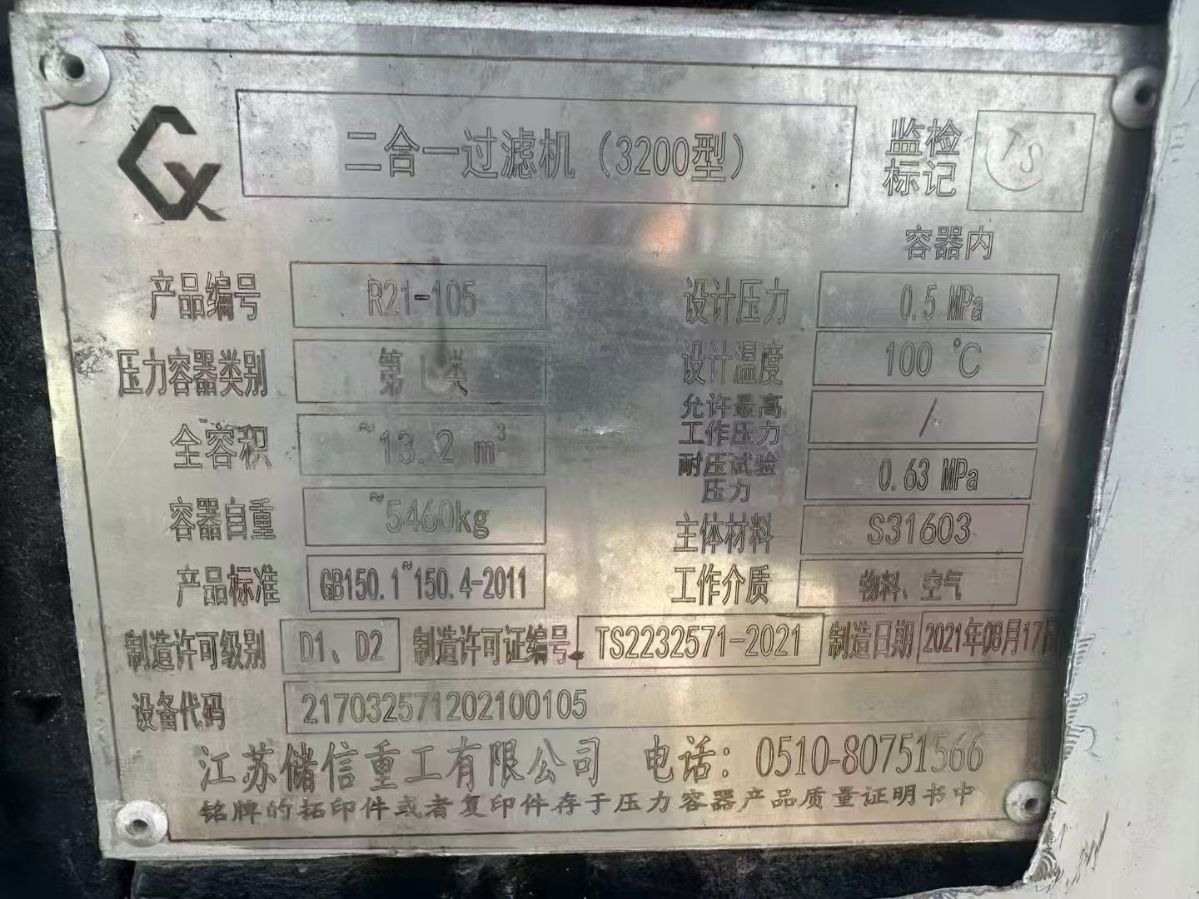 二合一过滤机（3200型） 监检标记 TS
容器内
产品编号 R21-105 设计压力 0.5 MPa
压力容器类别 第 I 类 设计温度 100 ℃
全容积 ~13.2 m³ 允许最高工作压力 /
容器自重 ~5460kg 耐压试验压力 0.63 MPa
主体材料 S31603
产品标准 GB150.1~150.4-2011 工作介质 物料、空气
制造许可级别 D1、D2 制造许可证编号 TS2232571-2021 制造日期 2021年08月17日
设备代码 217032571202100105
江苏储信重工有限公司 电话：0510-80751566
铭牌的拓印件或者复印件存于压力容器产品质量证明书中